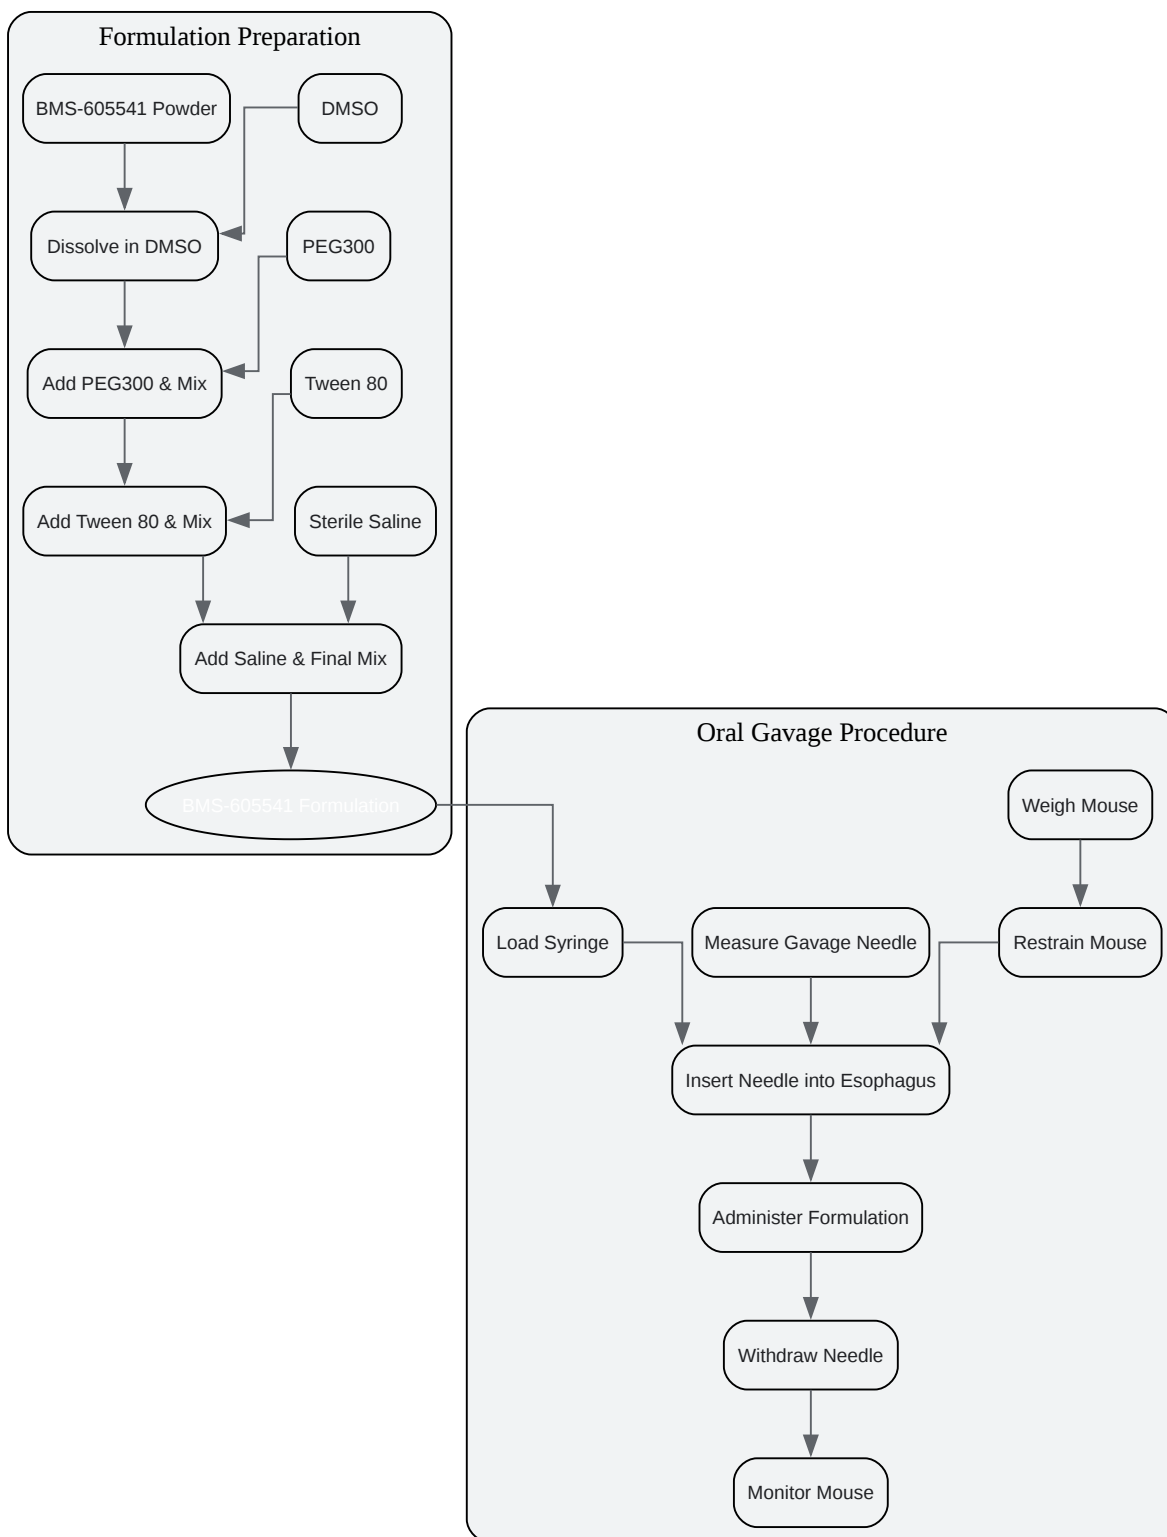 Formulation Preparation
BMS-605541 Powder
DMSO
Dissolve in DMSO
PEG300
Add PEG300 & Mix
Tween 80
Add Tween 80 & Mix
Sterile Saline
Add Saline & Final Mix
BMS-605541 Formulation
Oral Gavage Procedure
Weigh Mouse
Load Syringe
Measure Gavage Needle
Restrain Mouse
Insert Needle into Esophagus
Administer Formulation
Withdraw Needle
Monitor Mouse